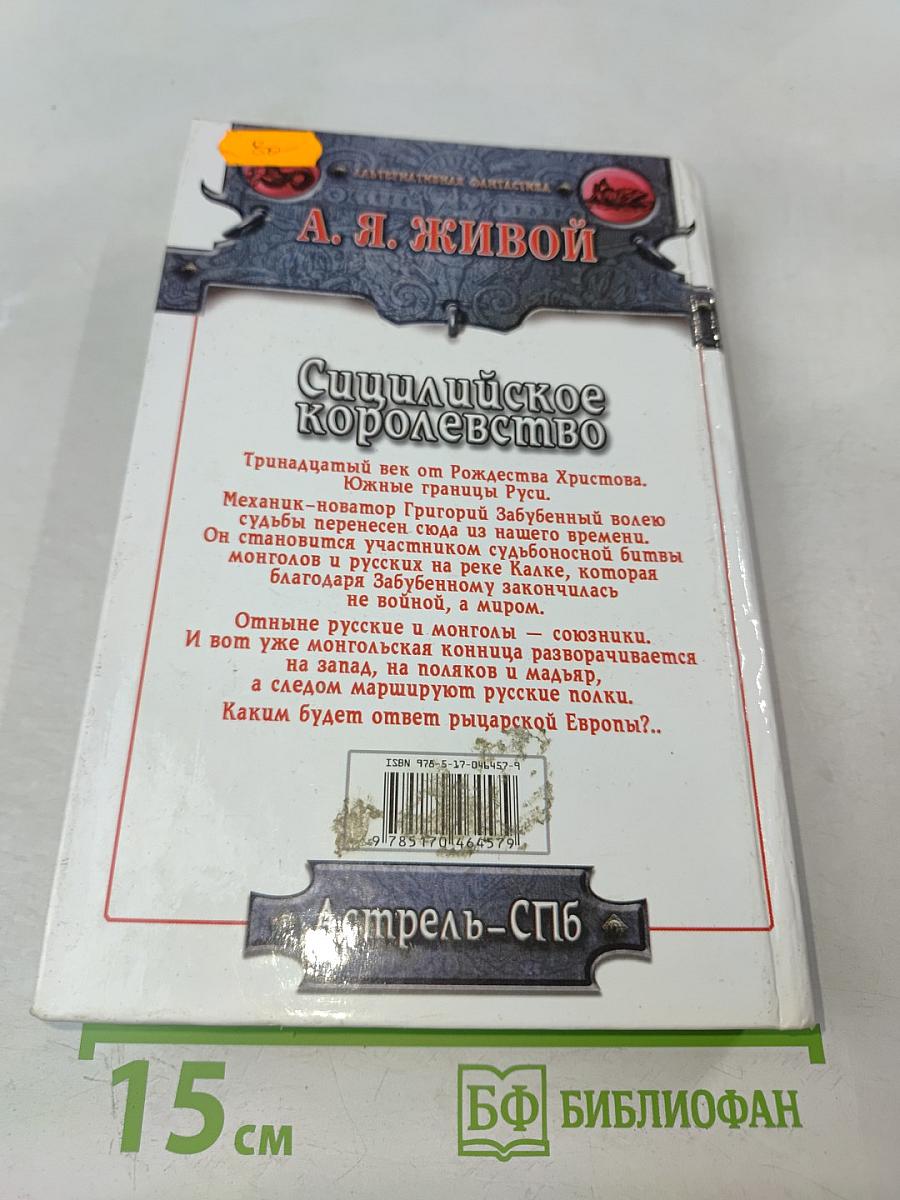 АЛЬТЕРНАТИВНАЯ ФАНТАСТИКА
А. Я. ЖИВОЙ
Сицилийское
королевство
Тринадцатый век от Рождества Христова.
Южные границы Руси.
Механик-новатор Григорий Забубенный волею
судьбы перенесен сюда из нашего времени.
Он становится участником судьбоносной битвы
монголов и русских на реке Калке, которая
благодаря Забубенному закончилась
не войной, а миром.
Отныне русские и монголы — союзники.
И вот уже монгольская конница разворачивается
на запад, на поляков и мадьяр,
а следом маршируют русские полки.
Каким будет ответ рыцарской Европы?..
ISBN 978-5-17-046457-9
9 785170 464579
Астрель-СПб
15 см
БФ БИБЛИОФАН